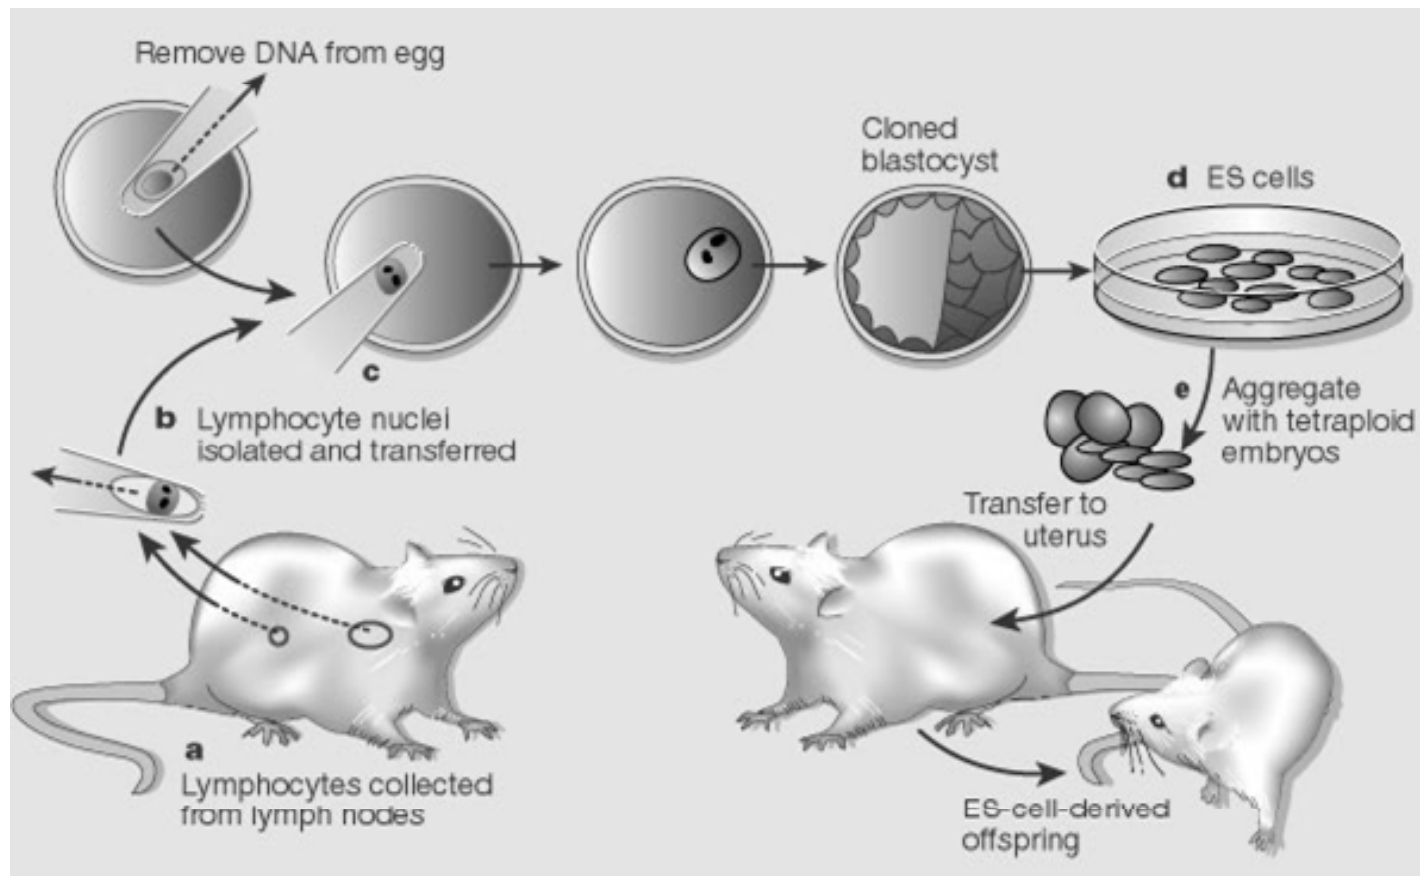 Remove DNA from egg
Cloned
blastocyst
d ES cells
c
b Lymphocyte nuclei
isolated and transferred
e Aggregate
with tetraploid
embryos
Transfer to
uterus
a
Lymphocytes collected
from lymph nodes
ES-cell-derived
offspring